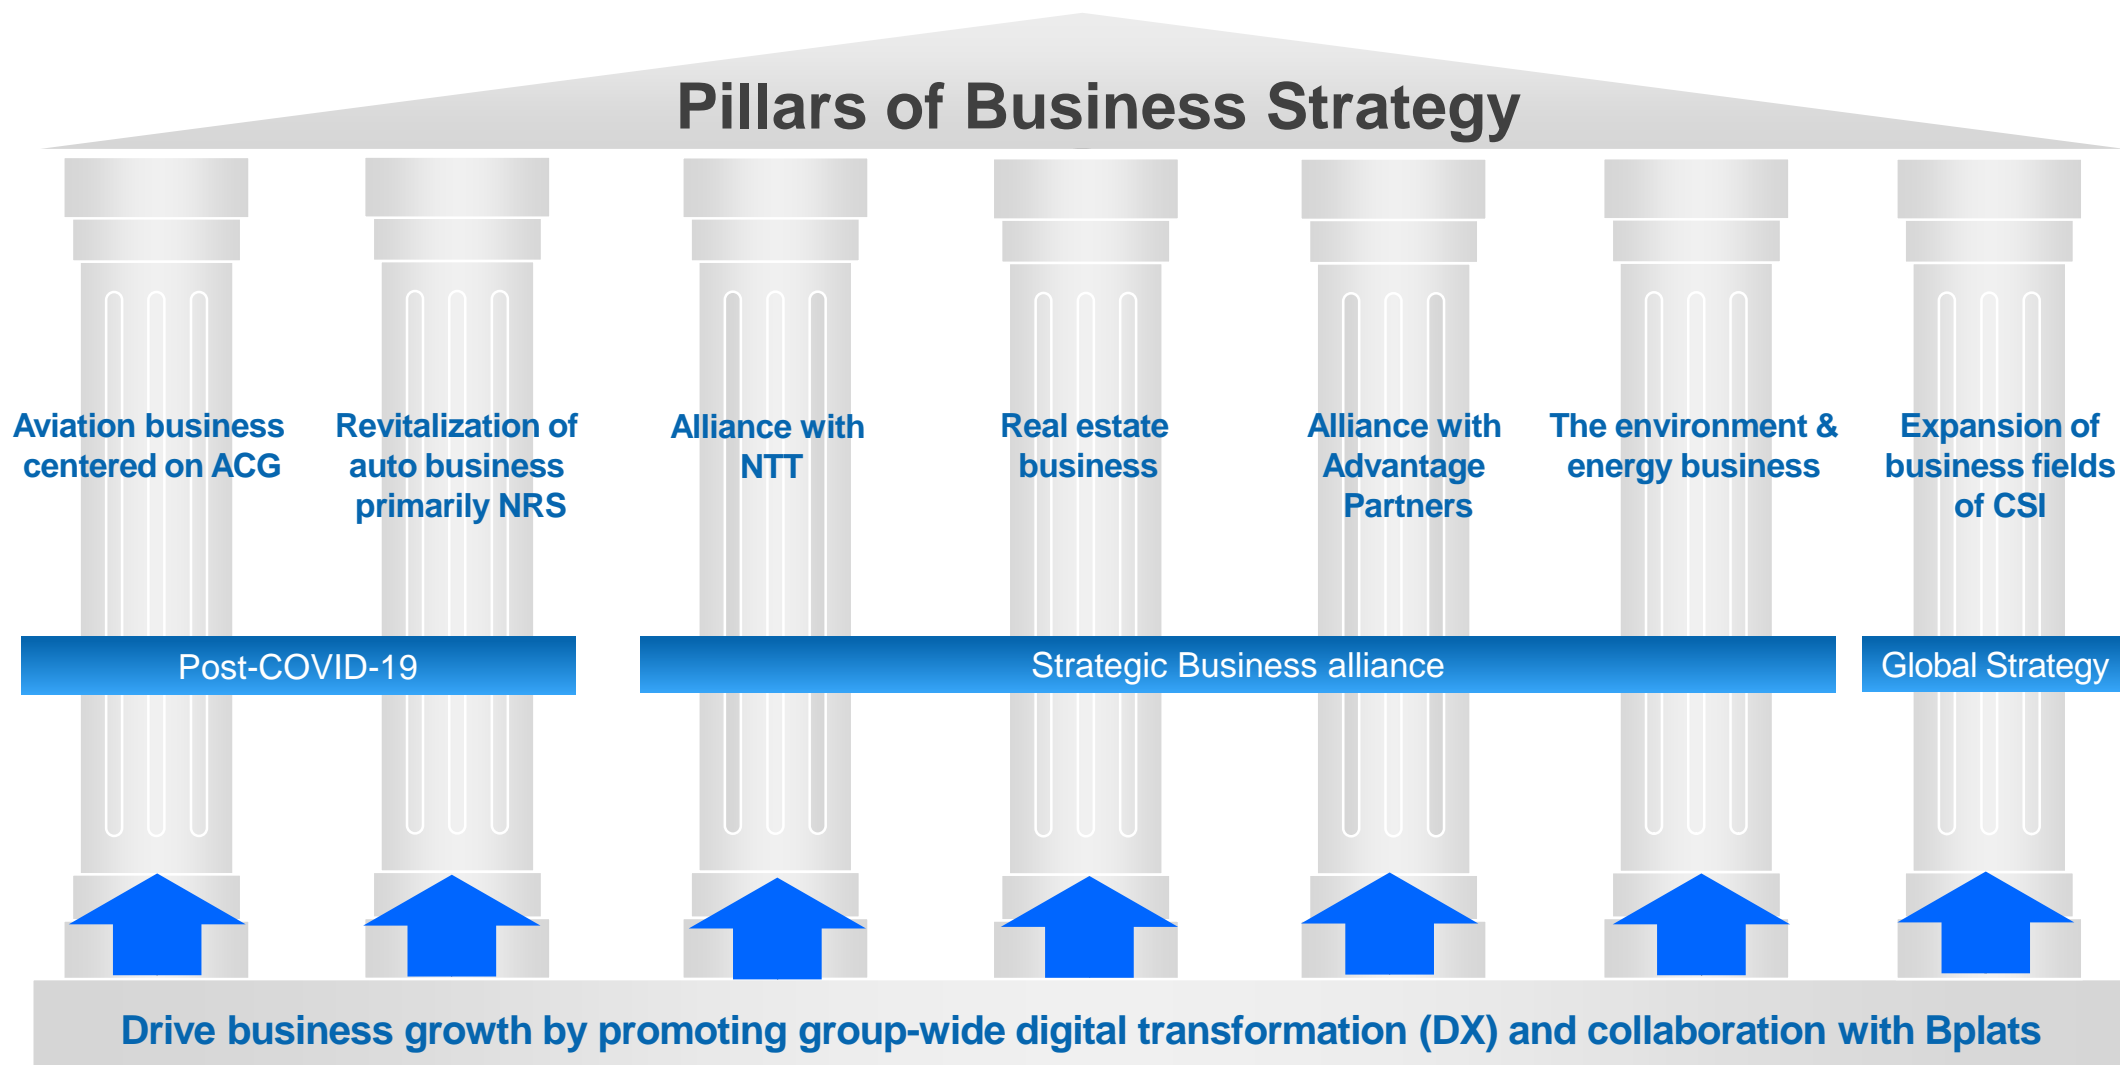 Pillars of Business Strategy
Aviation business
centered on ACG
Revitalization of
auto business
primarily NRS
Alliance with
NTT
Real estate
business
Alliance with
Advantage
Partners
The environment &
energy business
Expansion of
business fields
of CSI
Post-COVID-19
Strategic Business alliance
Global Strategy
Drive business growth by promoting group-wide digital transformation (DX) and collaboration with Bplats